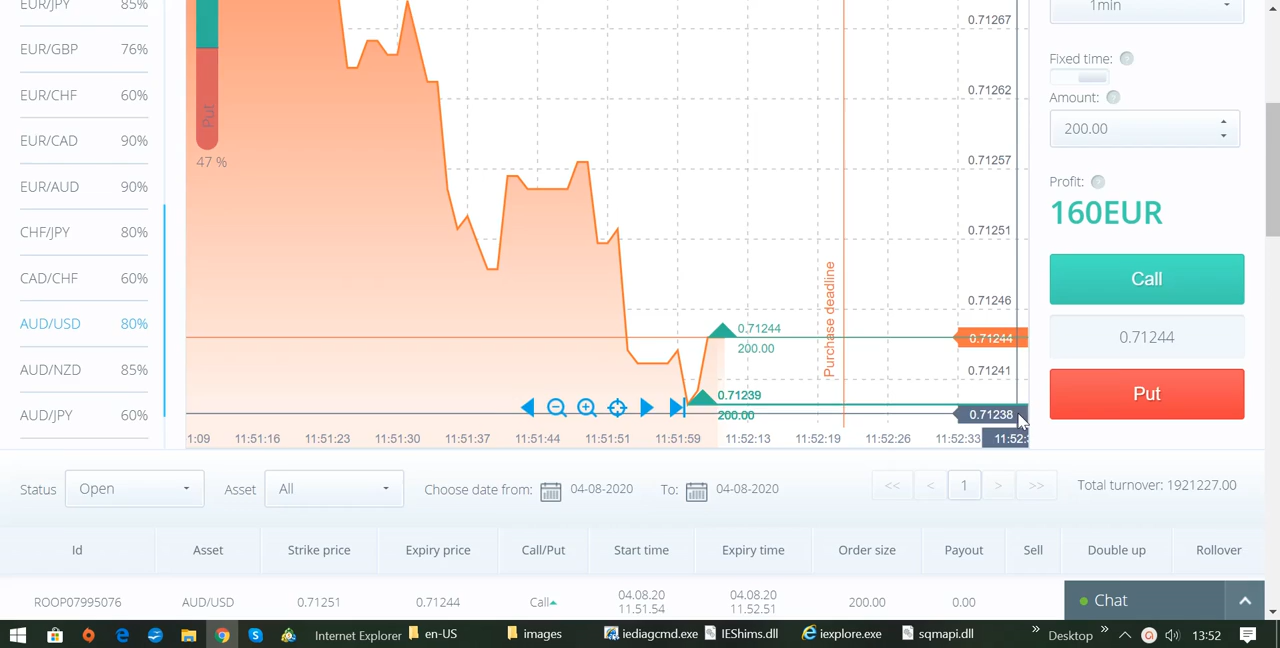 EUR/JPY 85%
EUR/GBP 76%
EUR/CHF 60%
EUR/CAD 90%
EUR/AUD 90%
CHF/JPY 80%
CAD/CHF 66%
AUD/USD 80%
AUD/NZD 85%
AUD/JPY 60%
Put
47 %
0.71267
0.71262
0.71257
0.71251
0.71246
0.71244
0.71241
0.71238
Purchase deadline
0.71244
200.00
0.71239
200.00
1:09 11:51:16 11:51:23 11:51:30 11:51:37 11:51:44 11:51:51 11:51:59 11:52:13 11:52:19 11:52:26 11:52:33 11:52:3
1min
Fixed time: ?
Amount: ?
200.00
Profit: ?
160EUR
Call
0.71244
Put
Status Open Asset All Choose date from: 04-08-2020 To: 04-08-2020 << < 1 > >> Total turnover: 1921227.00
Id Asset Strike price Expiry price Call/Put Start time Expiry time Order size Payout Sell Double up Rollover
ROOP07995076 AUD/USD 0.71251 0.71244 Call 04.08.20 11.51.54 04.08.20 11.52.51 200.00 0.00
Chat
Internet Explorer en-US images iediagcmd.exe IEShims.dll iexplore.exe sqmapi.dll Desktop 13:52